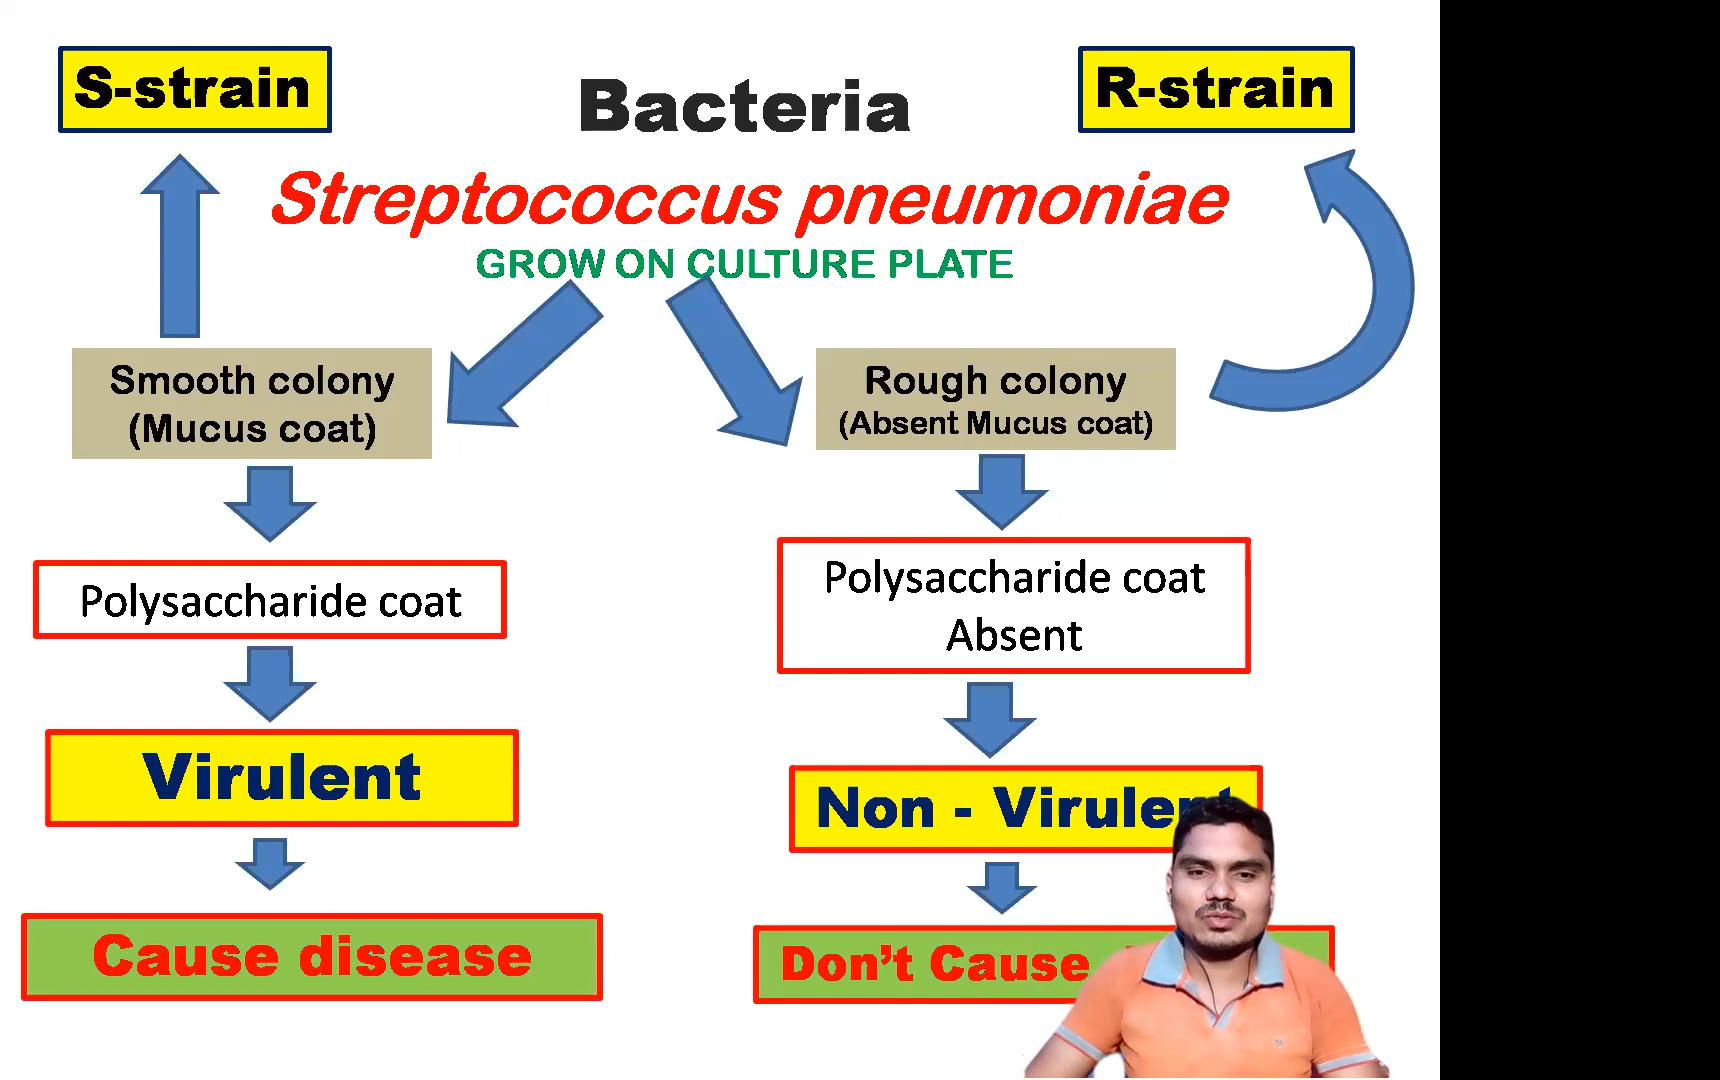 S-strain
Bacteria
R-strain
Streptococcus pneumoniae
GROW ON CULTURE PLATE
Smooth colony
(Mucus coat)
Rough colony
(Absent Mucus coat)
Polysaccharide coat
Polysaccharide coat
Absent
Virulent
Non - Virulent
Cause disease
Don't Cause